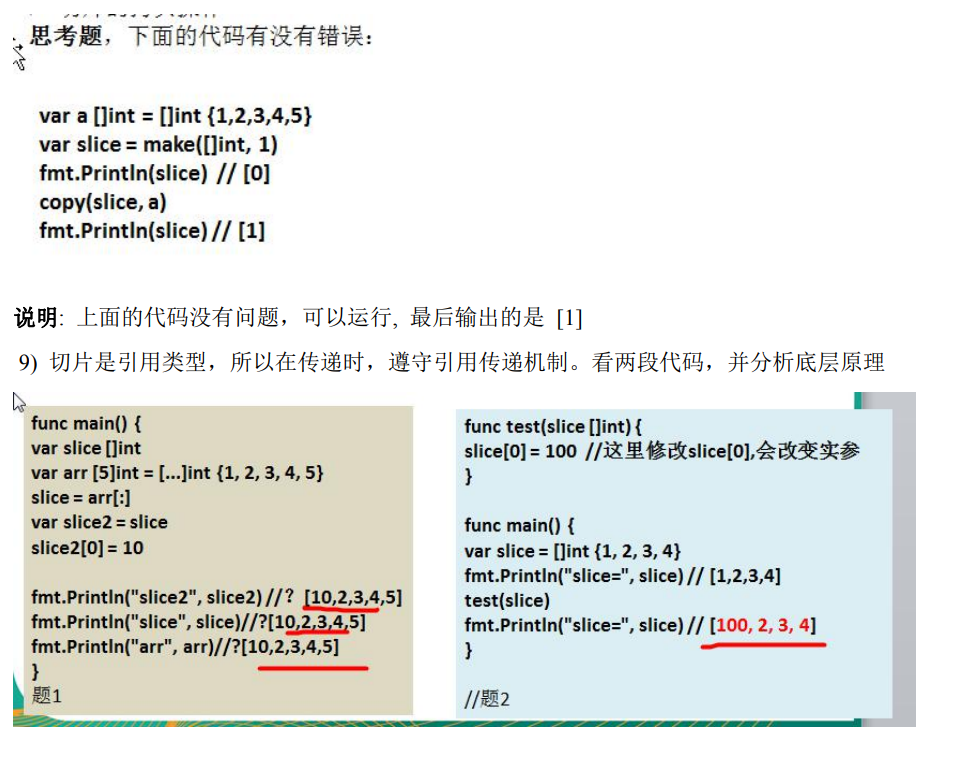 思考题，下面的代码有没有错误：
var a []int = []int {1,2,3,4,5}
var slice = make([]int, 1)
fmt.Println(slice) // [0]
copy(slice, a)
fmt.Println(slice) // [1]
说明: 上面的代码没有问题，可以运行, 最后输出的是 [1]
9) 切片是引用类型，所以在传递时，遵守引用传递机制。看两段代码，并分析底层原理
func main() {
var slice []int
var arr [5]int = [...]int {1, 2, 3, 4, 5}
slice = arr[:]
var slice2 = slice
slice2[0] = 10
fmt.Println("slice2", slice2) //？ [10,2,3,4,5]
fmt.Println("slice", slice)//?[10,2,3,4,5]
fmt.Println("arr", arr)//?[10,2,3,4,5]
}
题1
func test(slice []int) {
slice[0] = 100 //这里修改slice[0],会改变实参
}
func main() {
var slice = []int {1, 2, 3, 4}
fmt.Println("slice=", slice) // [1,2,3,4]
test(slice)
fmt.Println("slice=", slice) // [100, 2, 3, 4]
}
//题2